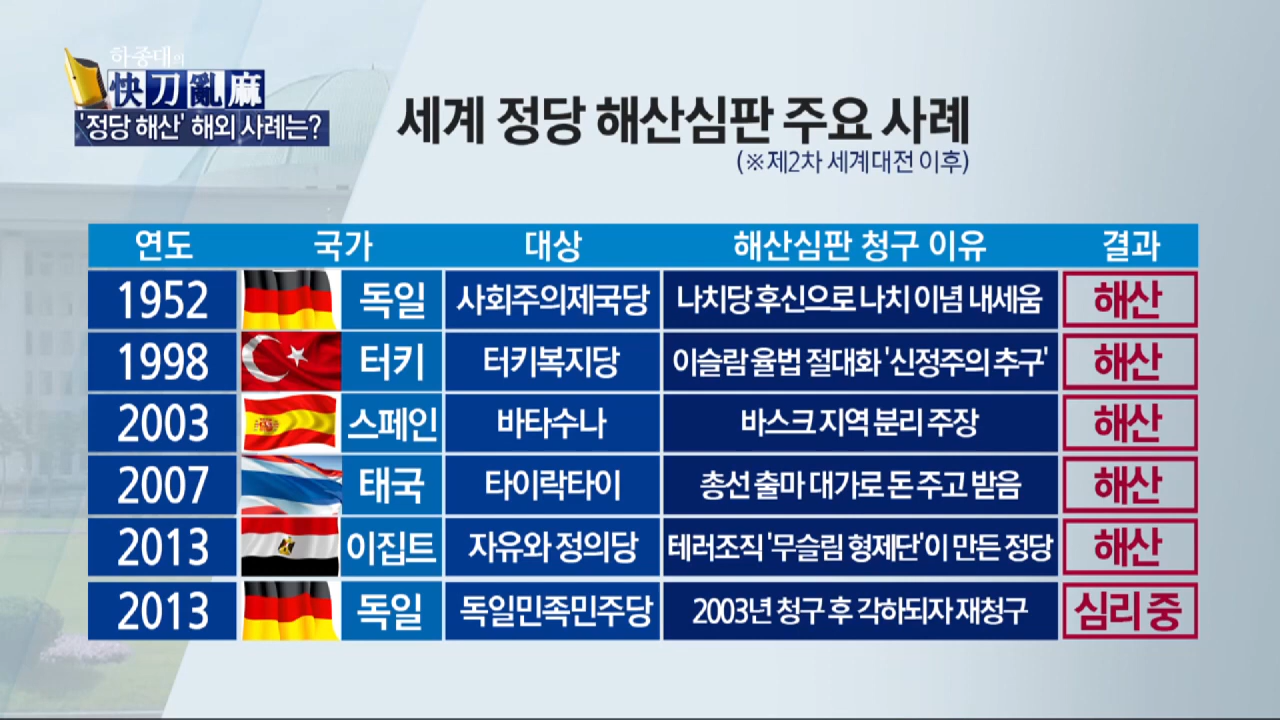 하종대의
快刀亂麻
'정당 해산' 해외 사례는?
세계 정당 해산심판 주요 사례
(※제2차 세계대전 이후)
연도 국가 대상 해산심판 청구 이유 결과
1952 독일 사회주의제국당 나치당 후신으로 나치 이념 내세움 해산
1998 터키 터키복지당 이슬람 율법 절대화 '신정주의 추구' 해산
2003 스페인 바타수나 바스크 지역 분리 주장 해산
2007 태국 타이락타이 총선 출마 대가로 돈 주고 받음 해산
2013 이집트 자유와 정의당 테러조직 '무슬림 형제단'이 만든 정당 해산
2013 독일 독일민족민주당 2003년 청구 후 각하되자 재청구 심리 중